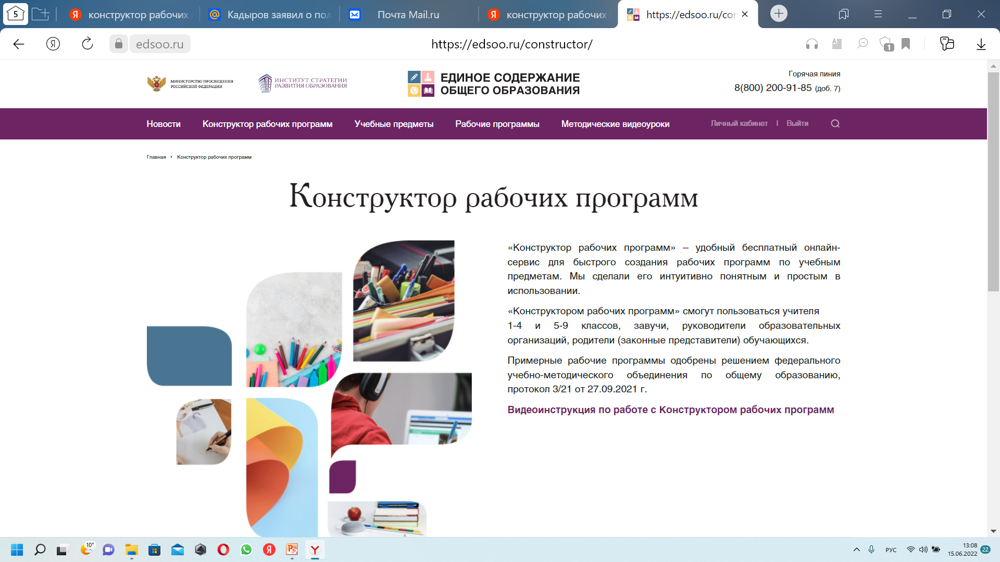 5
конструктор рабочих
Кадыров заявил о пол
Почта Mail.ru
конструктор рабочих
https://edsoo.ru/con
edsoo.ru
https://edsoo.ru/constructor/
1
МИНИСТЕРСТВО ПРОСВЕЩЕНИЯ
РОССИЙСКОЙ ФЕДЕРАЦИИ
ИНСТИТУТ СТРАТЕГИИ
РАЗВИТИЯ ОБРАЗОВАНИЯ
ЕДИНОЕ СОДЕРЖАНИЕ
ОБЩЕГО ОБРАЗОВАНИЯ
Горячая линия
8(800) 200-91-85 (доб. 7)
Новости Конструктор рабочих программ Учебные предметы Рабочие программы Методические видеоуроки Личный кабинет | Выйти
Главная • Конструктор рабочих программ
Конструктор рабочих программ
«Конструктор рабочих программ» – удобный бесплатный онлайн-
сервис для быстрого создания рабочих программ по учебным
предметам. Мы сделали его интуитивно понятным и простым в
использовании.
«Конструктором рабочих программ» смогут пользоваться учителя
1-4 и 5-9 классов, завучи, руководители образовательных
организаций, родители (законные представители) обучающихся.
Примерные рабочие программы одобрены решением федерального
учебно-методического объединения по общему образованию,
протокол 3/21 от 27.09.2021 г.
Видеоинструкция по работе с Конструктором рабочих программ
10°
РУС
13:08
15.06.2022
22